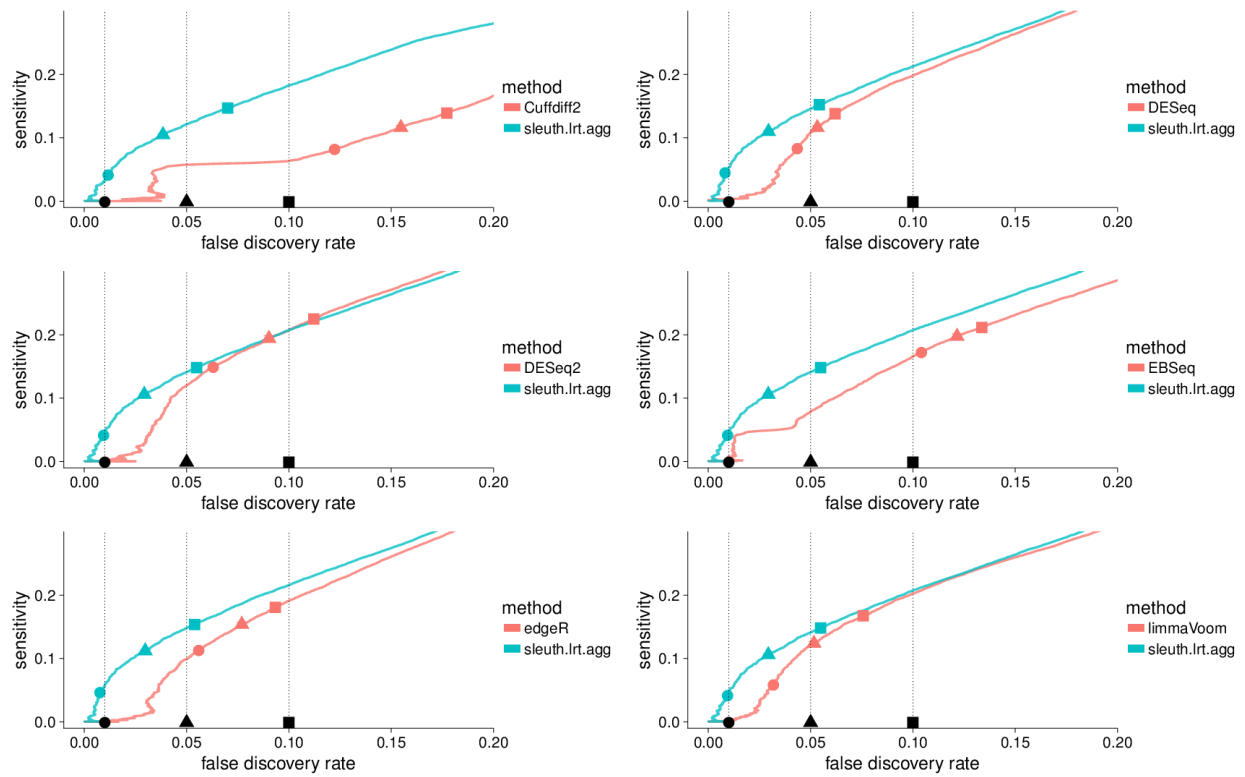 sensitivity
0.2
0.1
0.0
0.00 0.05 0.10 0.15 0.20
false discovery rate
method
Cuffdiff2
sleuth.lrt.agg
sensitivity
0.2
0.1
0.0
0.00 0.05 0.10 0.15 0.20
false discovery rate
method
DESeq
sleuth.lrt.agg
sensitivity
0.2
0.1
0.0
0.00 0.05 0.10 0.15 0.20
false discovery rate
method
DESeq2
sleuth.lrt.agg
sensitivity
0.2
0.1
0.0
0.00 0.05 0.10 0.15 0.20
false discovery rate
method
EBSeq
sleuth.lrt.agg
sensitivity
0.2
0.1
0.0
0.00 0.05 0.10 0.15 0.20
false discovery rate
method
edgeR
sleuth.lrt.agg
sensitivity
0.2
0.1
0.0
0.00 0.05 0.10 0.15 0.20
false discovery rate
method
limmaVoom
sleuth.lrt.agg